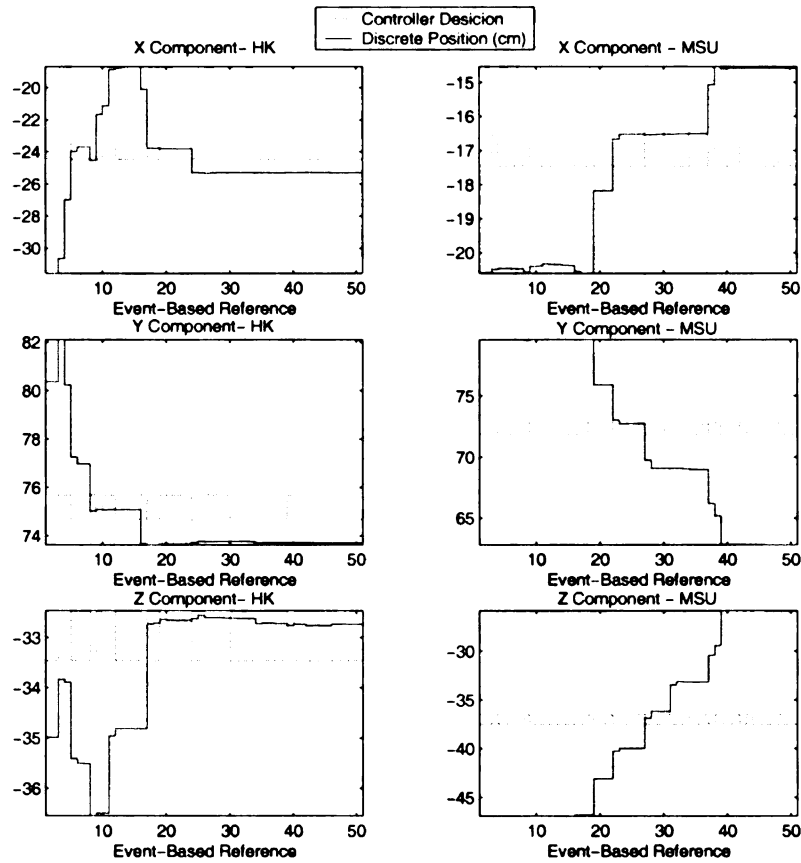 Controller Desicion
Discrete Position (cm)
X Component- HK
X Component - MSU
-20
-22
-24
-26
-28
-30
10 20 30 40 50
Event-Based Reference
-15
-16
-17
-18
-19
-20
10 20 30 40 50
Event-Based Reference
Y Component- HK
Y Component - MSU
82
80
78
76
74
10 20 30 40 50
Event-Based Reference
75
70
65
10 20 30 40 50
Event-Based Reference
Z Component- HK
Z Component - MSU
-33
-34
-35
-36
10 20 30 40 50
Event-Based Reference
-30
-35
-40
-45
10 20 30 40 50
Event-Based Reference